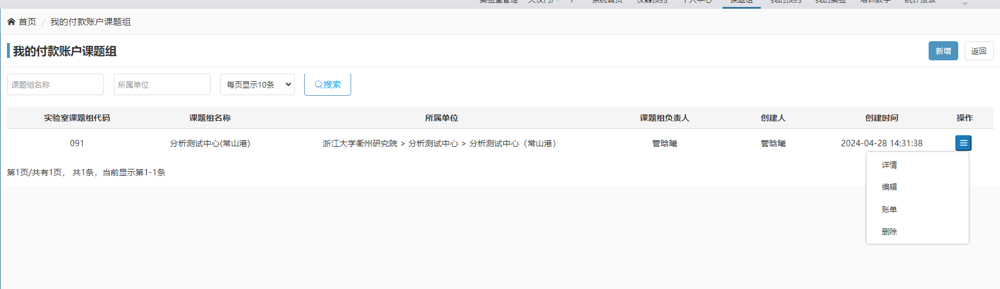 首页 / 我的付款账户课题组
我的付款账户课题组
新增 返回
课题组名称 所属单位 每页显示10条 搜索
实验室课题组代码 课题组名称 所属单位 课题组负责人 创建人 创建时间 操作
091 分析测试中心(常山港) 浙江大学衢州研究院 > 分析测试中心 > 分析测试中心（常山港） 管晗曦 管晗曦 2024-04-28 14:31:38
详情
第1页/共有1页， 共1条，当前显示第1-1条
编辑
账单
删除